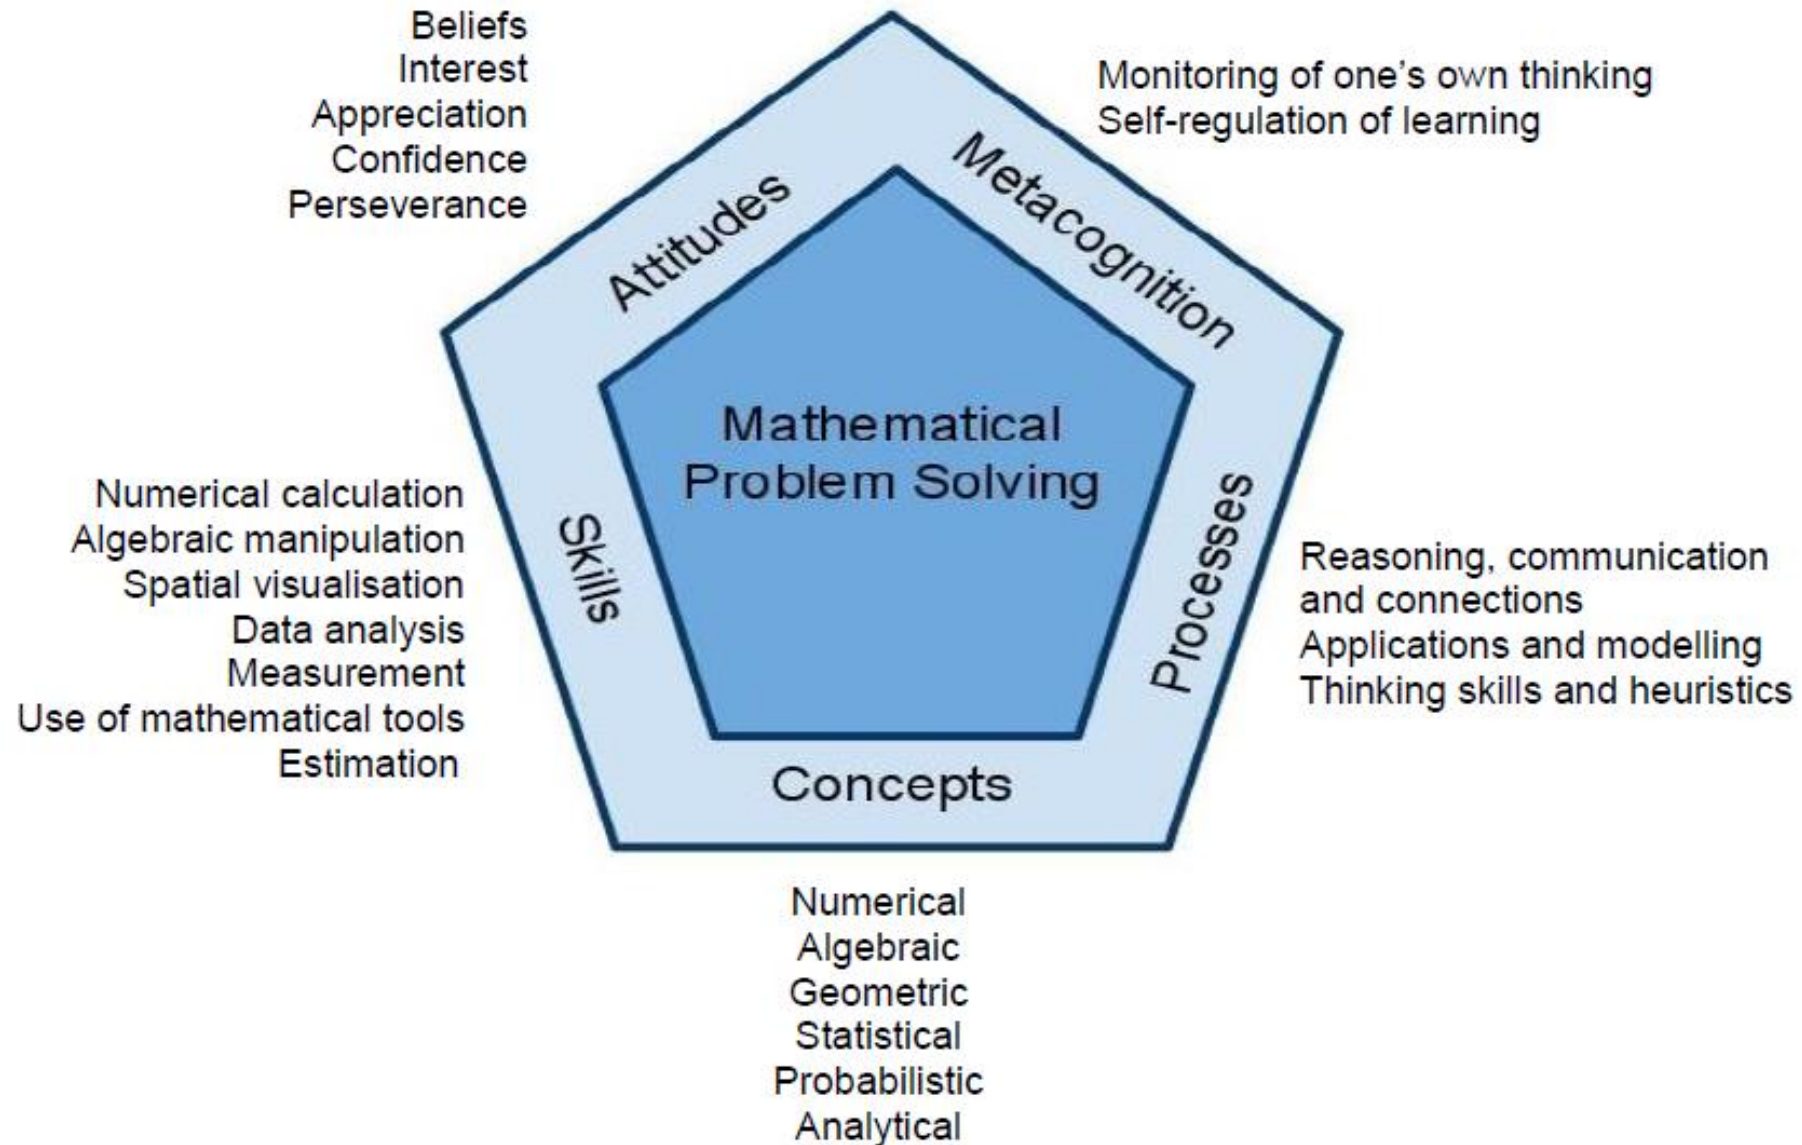 Beliefs
Interest
Appreciation
Confidence
Perseverance
Monitoring of one's own thinking
Self-regulation of learning
Attitudes
Metacognition
Mathematical
Problem Solving
Skills
Processes
Concepts
Numerical calculation
Algebraic manipulation
Spatial visualisation
Data analysis
Measurement
Use of mathematical tools
Estimation
Reasoning, communication
and connections
Applications and modelling
Thinking skills and heuristics
Numerical
Algebraic
Geometric
Statistical
Probabilistic
Analytical